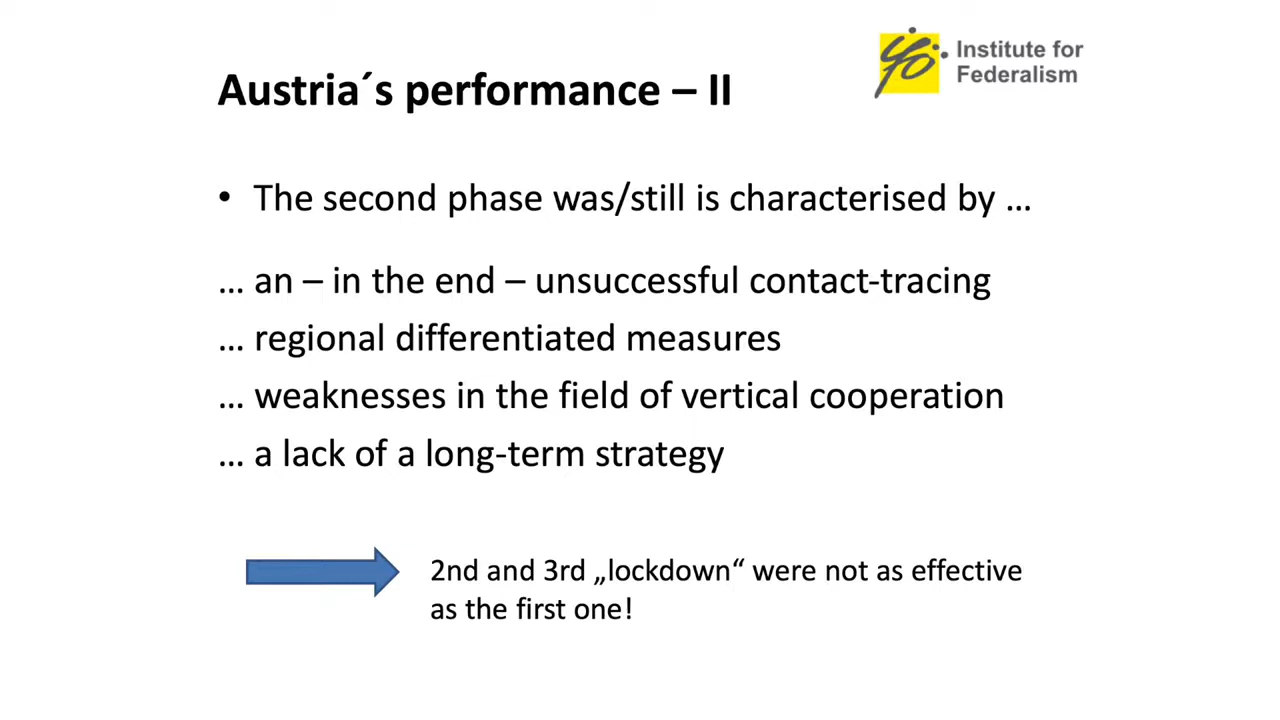 Institute for
Federalism
Austria´s performance – II
• The second phase was/still is characterised by …
… an – in the end – unsuccessful contact-tracing
… regional differentiated measures
… weaknesses in the field of vertical cooperation
… a lack of a long-term strategy
2nd and 3rd „lockdown“ were not as effective
as the first one!